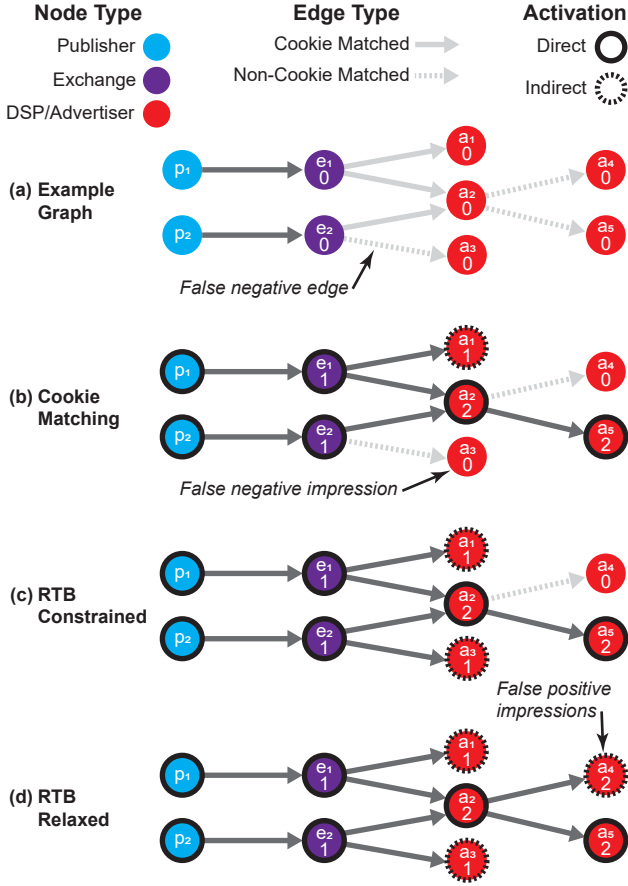 Node Type
Edge Type
Activation
Publisher
Cookie Matched
Direct
Exchange
Non-Cookie Matched
Indirect
DSP/Advertiser
(a) Example
Graph
p₁
e₁
0
a₁
0
a₂
0
a₄
0
p₂
e₂
0
a₃
0
a₅
0
False negative edge
(b) Cookie
Matching
p₁
e₁
1
a₁
1
a₂
2
a₄
0
p₂
e₂
1
a₃
0
a₅
2
False negative impression
(c) RTB
Constrained
p₁
e₁
1
a₁
1
a₂
2
a₄
0
p₂
e₂
1
a₃
1
a₅
2
False positive
impressions
(d) RTB
Relaxed
p₁
e₁
1
a₁
1
a₂
2
a₄
2
p₂
e₂
1
a₃
1
a₅
2